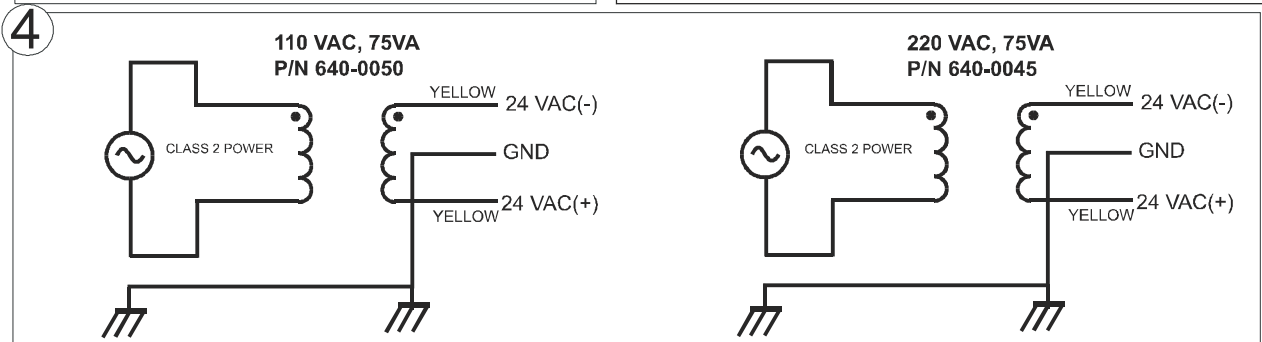 4
110 VAC, 75VA
P/N 640-0050
YELLOW
24 VAC(-)
CLASS 2 POWER
GND
24 VAC(+)
YELLOW
220 VAC, 75VA
P/N 640-0045
YELLOW
24 VAC(-)
CLASS 2 POWER
GND
24 VAC(+)
YELLOW